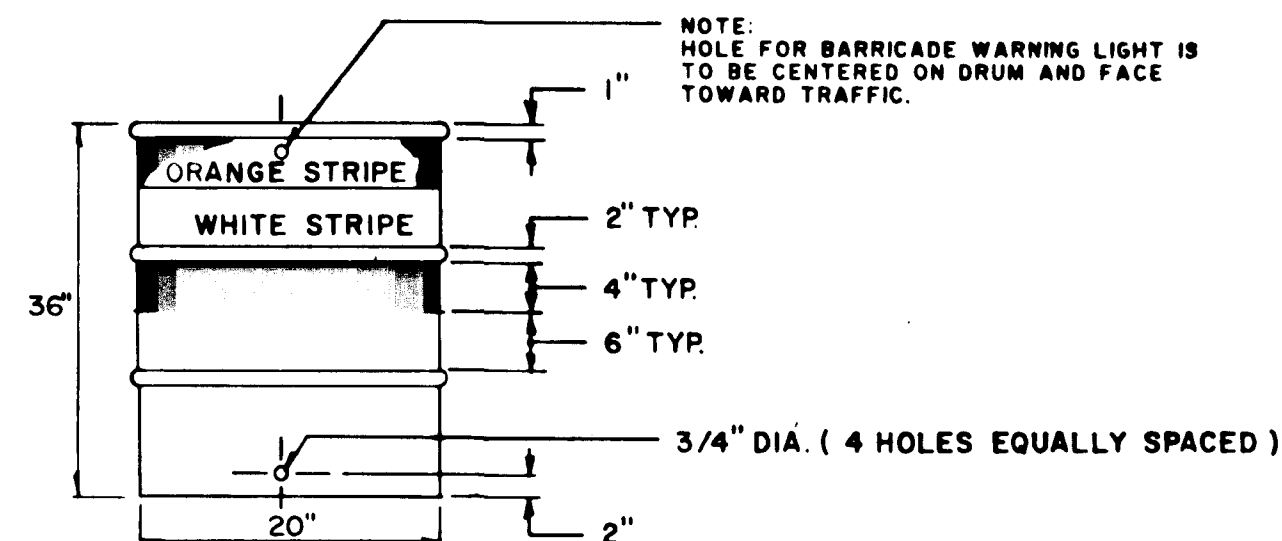 NOTE:
HOLE FOR BARRICADE WARNING LIGHT IS
TO BE CENTERED ON DRUM AND FACE
TOWARD TRAFFIC.
1"
ORANGE STRIPE
WHITE STRIPE
2" TYP.
4" TYP.
36"
6" TYP.
3/4" DIA. ( 4 HOLES EQUALLY SPACED )
20"
2"